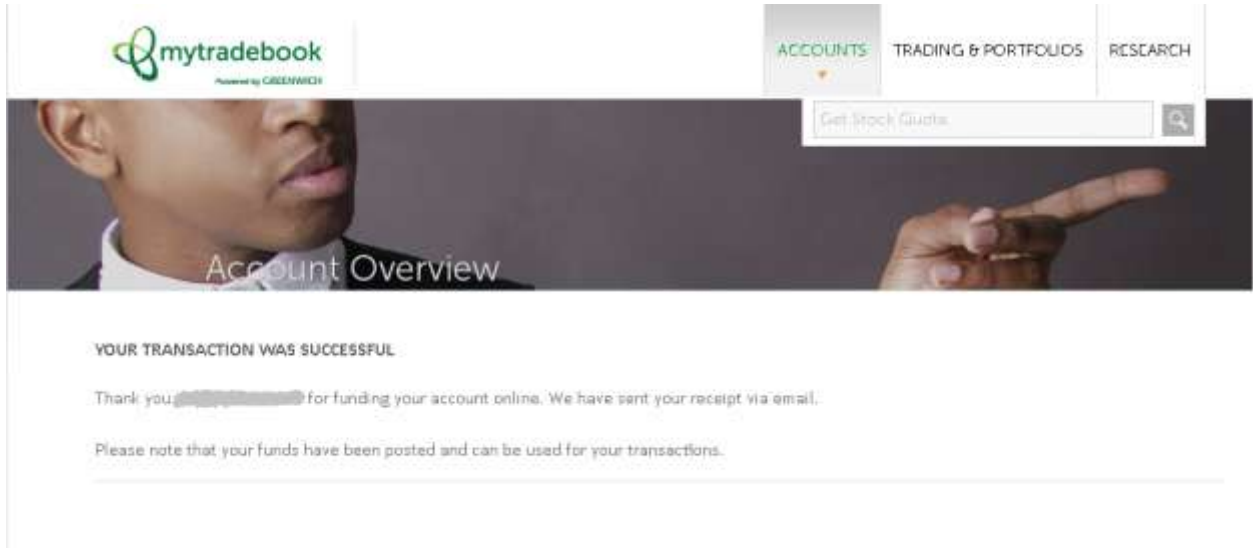 mytradebook
Powered by GREENWICH
ACCOUNTS TRADING & PORTFOLIOS RESEARCH
Get Stock Quote
Account Overview
YOUR TRANSACTION WAS SUCCESSFUL
Thank you, for funding your account online. We have sent your receipt via email.
Please note that your funds have been posted and can be used for your transactions.